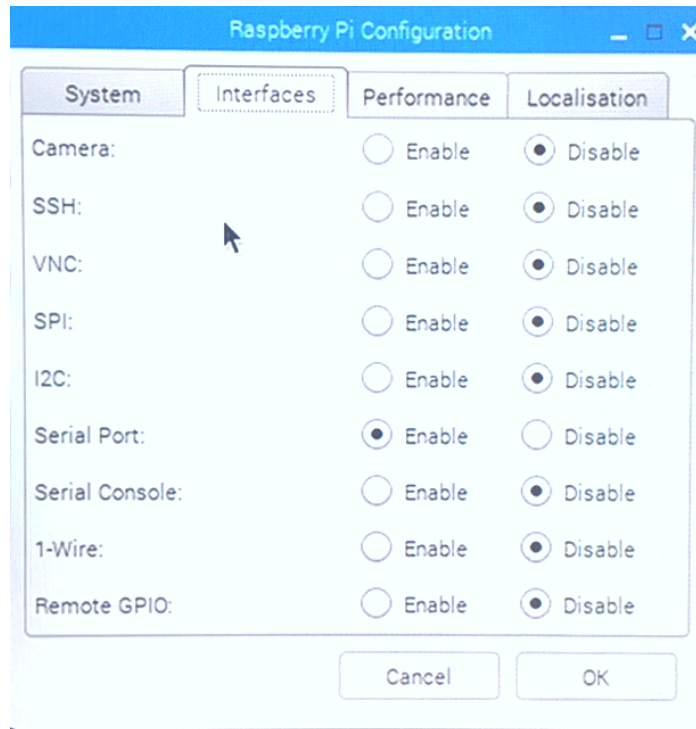 Raspberry Pi Configuration
System Interfaces Performance Localisation
Camera: Enable Disable
SSH: Enable Disable
VNC: Enable Disable
SPI: Enable Disable
I2C: Enable Disable
Serial Port: Enable Disable
Serial Console: Enable Disable
1-Wire: Enable Disable
Remote GPIO: Enable Disable
Cancel OK